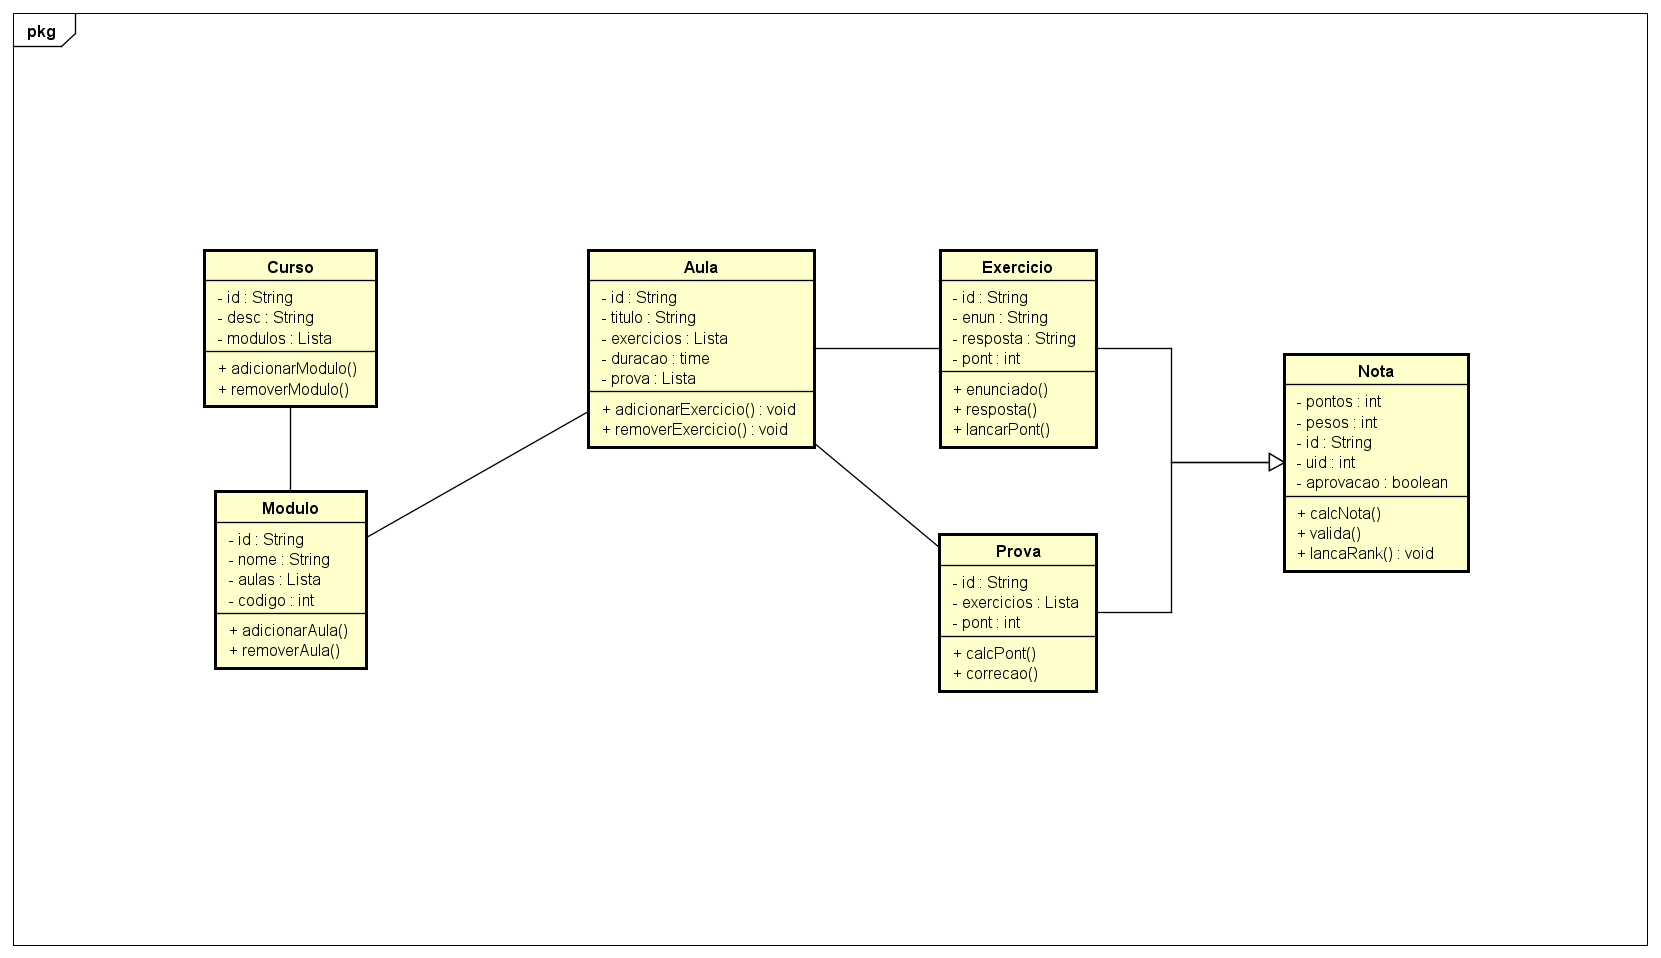 pkg
Curso
- id : String
- desc : String
- modulos : Lista
+ adicionarModulo()
+ removerModulo()
Modulo
- id : String
- nome : String
- aulas : Lista
- codigo : int
+ adicionarAula()
+ removerAula()
Aula
- id : String
- titulo : String
- exercicios : Lista
- duracao : time
- prova : Lista
+ adicionarExercicio() : void
+ removerExercicio() : void
Exercicio
- id : String
- enun : String
- resposta : String
- pont : int
+ enunciado()
+ resposta()
+ lancarPont()
Prova
- id : String
- exercicios : Lista
- pont : int
+ calcPont()
+ correcao()
Nota
- pontos : int
- pesos : int
- id : String
- uid : int
- aprovacao : boolean
+ calcNota()
+ valida()
+ lancaRank() : void